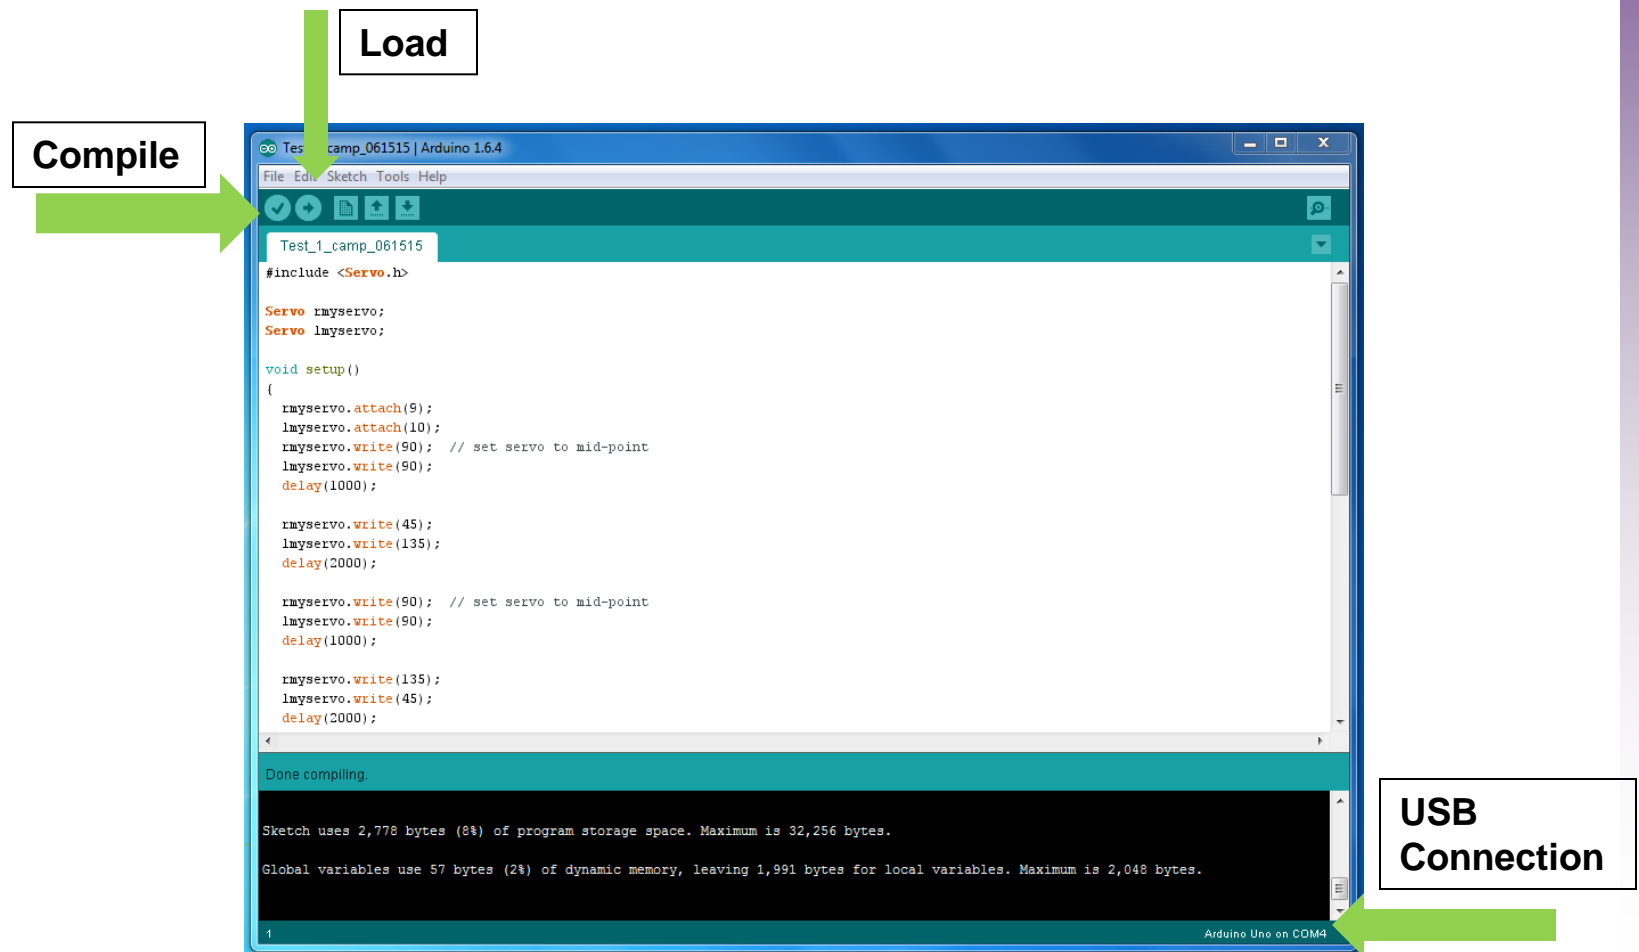 Load
Compile
Test camp_061515 | Arduino 1.6.4
File Edit Sketch Tools Help
Test_1_camp_061515
#include <Servo.h>
Servo rmyservo;
Servo lmyservo;
void setup()
{
rmyservo.attach(9);
lmyservo.attach(10);
rmyservo.write(90); // set servo to mid-point
lmyservo.write(90);
delay(1000);
rmyservo.write(45);
lmyservo.write(135);
delay(2000);
rmyservo.write(90); // set servo to mid-point
lmyservo.write(90);
delay(1000);
rmyservo.write(135);
lmyservo.write(45);
delay(2000);
Done compiling.
Sketch uses 2,778 bytes (8%) of program storage space. Maximum is 32,256 bytes.
Global variables use 57 bytes (2%) of dynamic memory, leaving 1,991 bytes for local variables. Maximum is 2,048 bytes.
USB
Connection
1
Arduino Uno on COM4